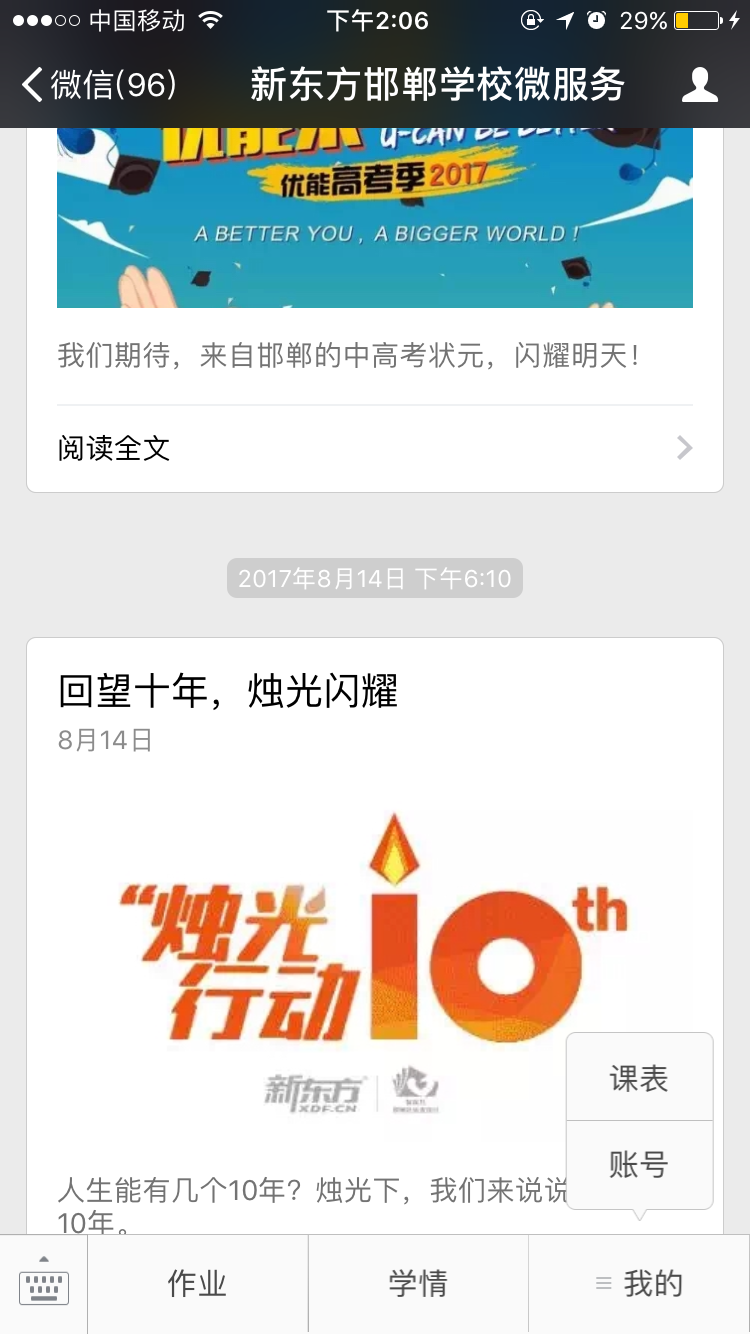 中国移动 下午2:06 29%
微信(96) 新东方邯郸学校微服务
优能高考季2017
A BETTER YOU , A BIGGER WORLD !
我们期待，来自邯郸的中高考状元，闪耀明天！
阅读全文
2017年8月14日 下午6:10
回望十年，烛光闪耀
8月14日
“烛光
行动
10th
新东方
XDF.CN
课表
账号
人生能有几个10年？烛光下，我们来说说
10年。
作业 学情 我的